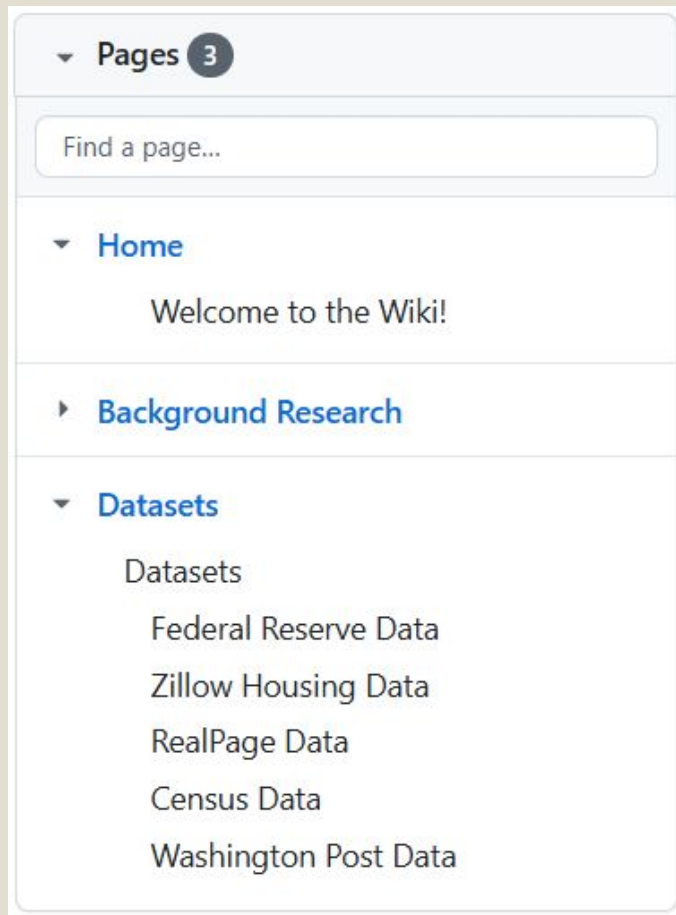 Pages 3
Find a page...
Home
Welcome to the Wiki!
Background Research
Datasets
Datasets
Federal Reserve Data
Zillow Housing Data
RealPage Data
Census Data
Washington Post Data